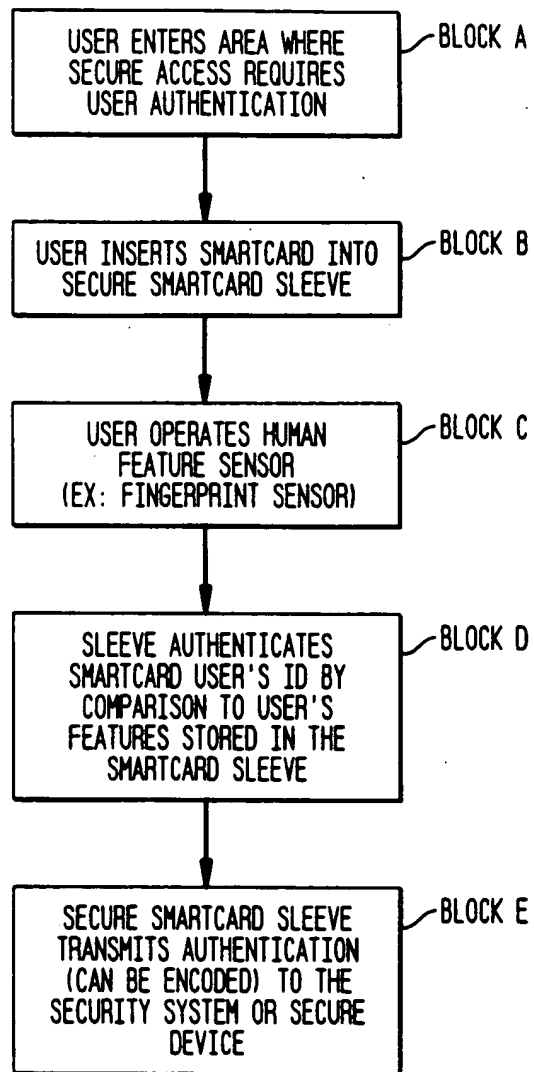 USER ENTERS AREA WHERE
SECURE ACCESS REQUIRES
USER AUTHENTICATION
BLOCK A
USER INSERTS SMARTCARD INTO
SECURE SMARTCARD SLEEVE
BLOCK B
USER OPERATES HUMAN
FEATURE SENSOR
(EX: FINGERPRINT SENSOR)
BLOCK C
SLEEVE AUTHENTICATES
SMARTCARD USER'S ID BY
COMPARISON TO USER'S
FEATURES STORED IN THE
SMARTCARD SLEEVE
BLOCK D
SECURE SMARTCARD SLEEVE
TRANSMITS AUTHENTICATION
(CAN BE ENCODED) TO THE
SECURITY SYSTEM OR SECURE
DEVICE
BLOCK E